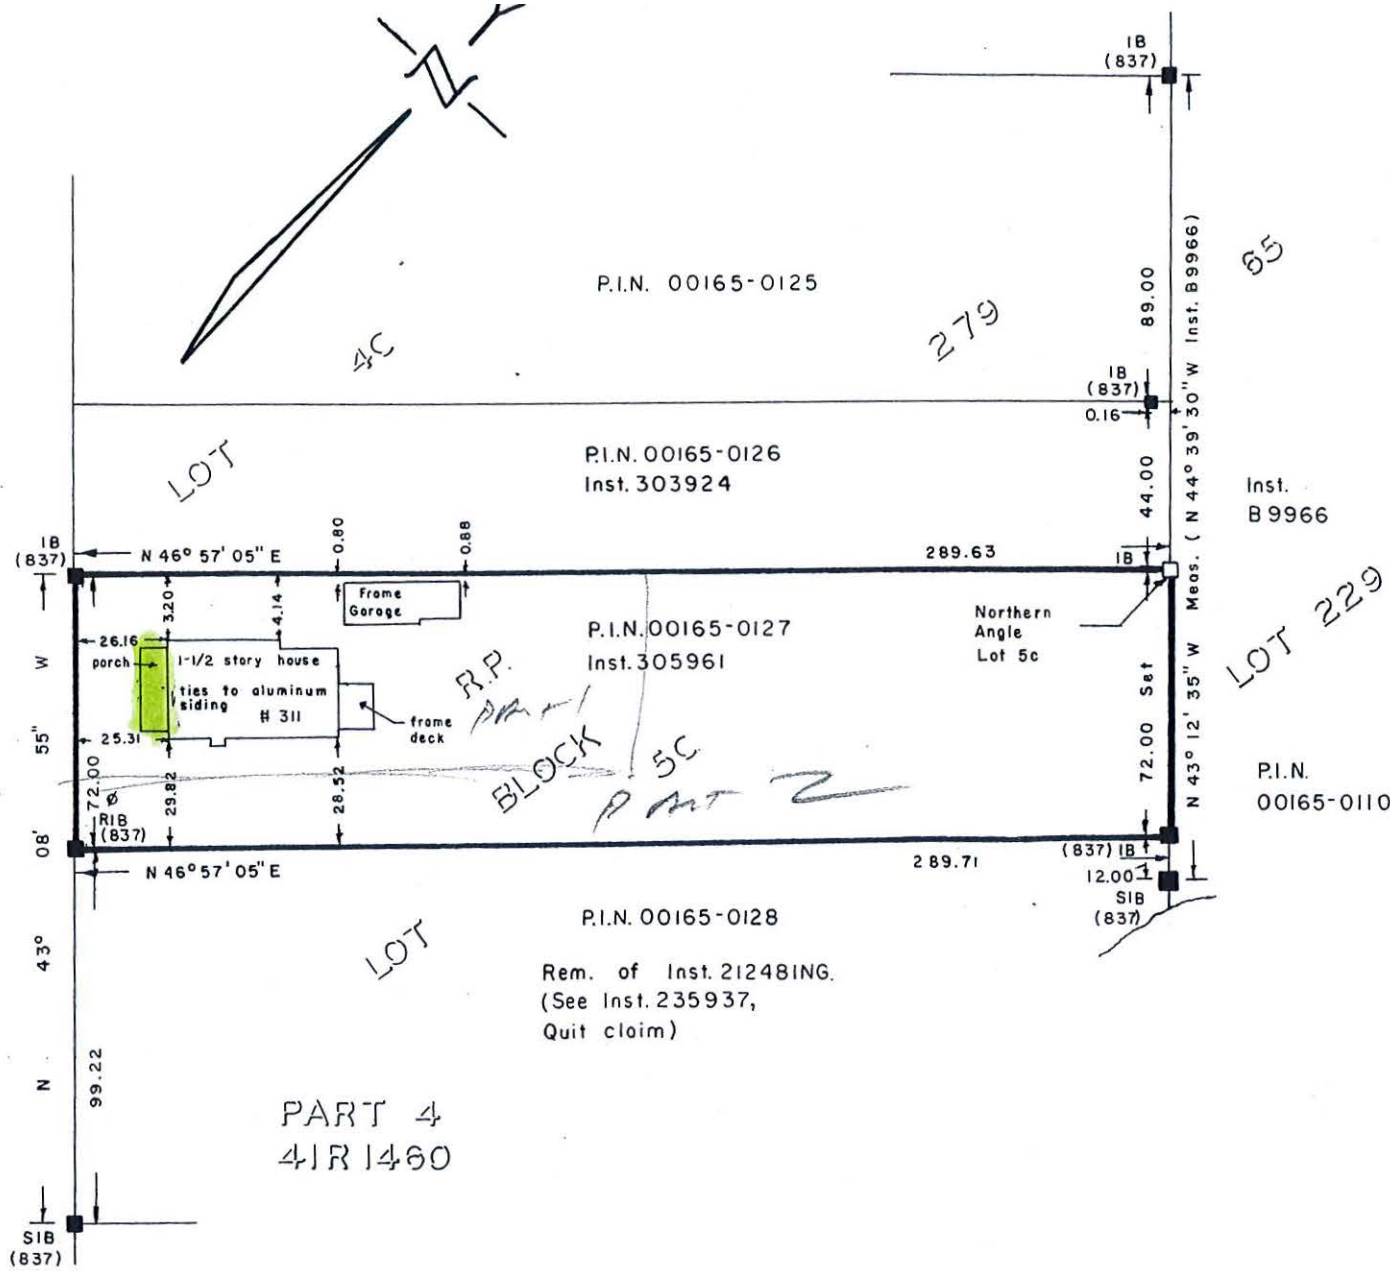 IB
(837)
P.I.N. 00165-0125
89.00
65
279
4C
IB
(837)
0.16
LOT
P.I.N. 00165-0126
Inst. 303924
44.00
Meas. ( N 44° 39' 30" W Inst. B9966)
Inst.
B 9966
IB
(837)
N 46° 57' 05" E
0.80
0.88
289.63
IB
3.20
4.14
Frame
Garage
P.I.N. 00165-0127
Inst. 305961
Northern
Angle
Lot 5c
LOT 229
26.16
porch
1-1/2 story house
ties to aluminum
siding
# 311
frame
deck
R.P.
Part 1
BLOCK
5C
Part 2
25.31
72.00
Ø
RIB
(837)
29.82
28.52
72.00 Set
N 43° 12' 35" W
P.I.N.
00165-0110
N 43° 08' 55" W
N 46° 57' 05" E
289.71
(837) IB
12.00
SIB
(837)
LOT
P.I.N. 00165-0128
Rem. of Inst. 212481NG.
(See Inst. 235937,
Quit claim)
99.22
PART 4
41R 1460
SIB
(837)